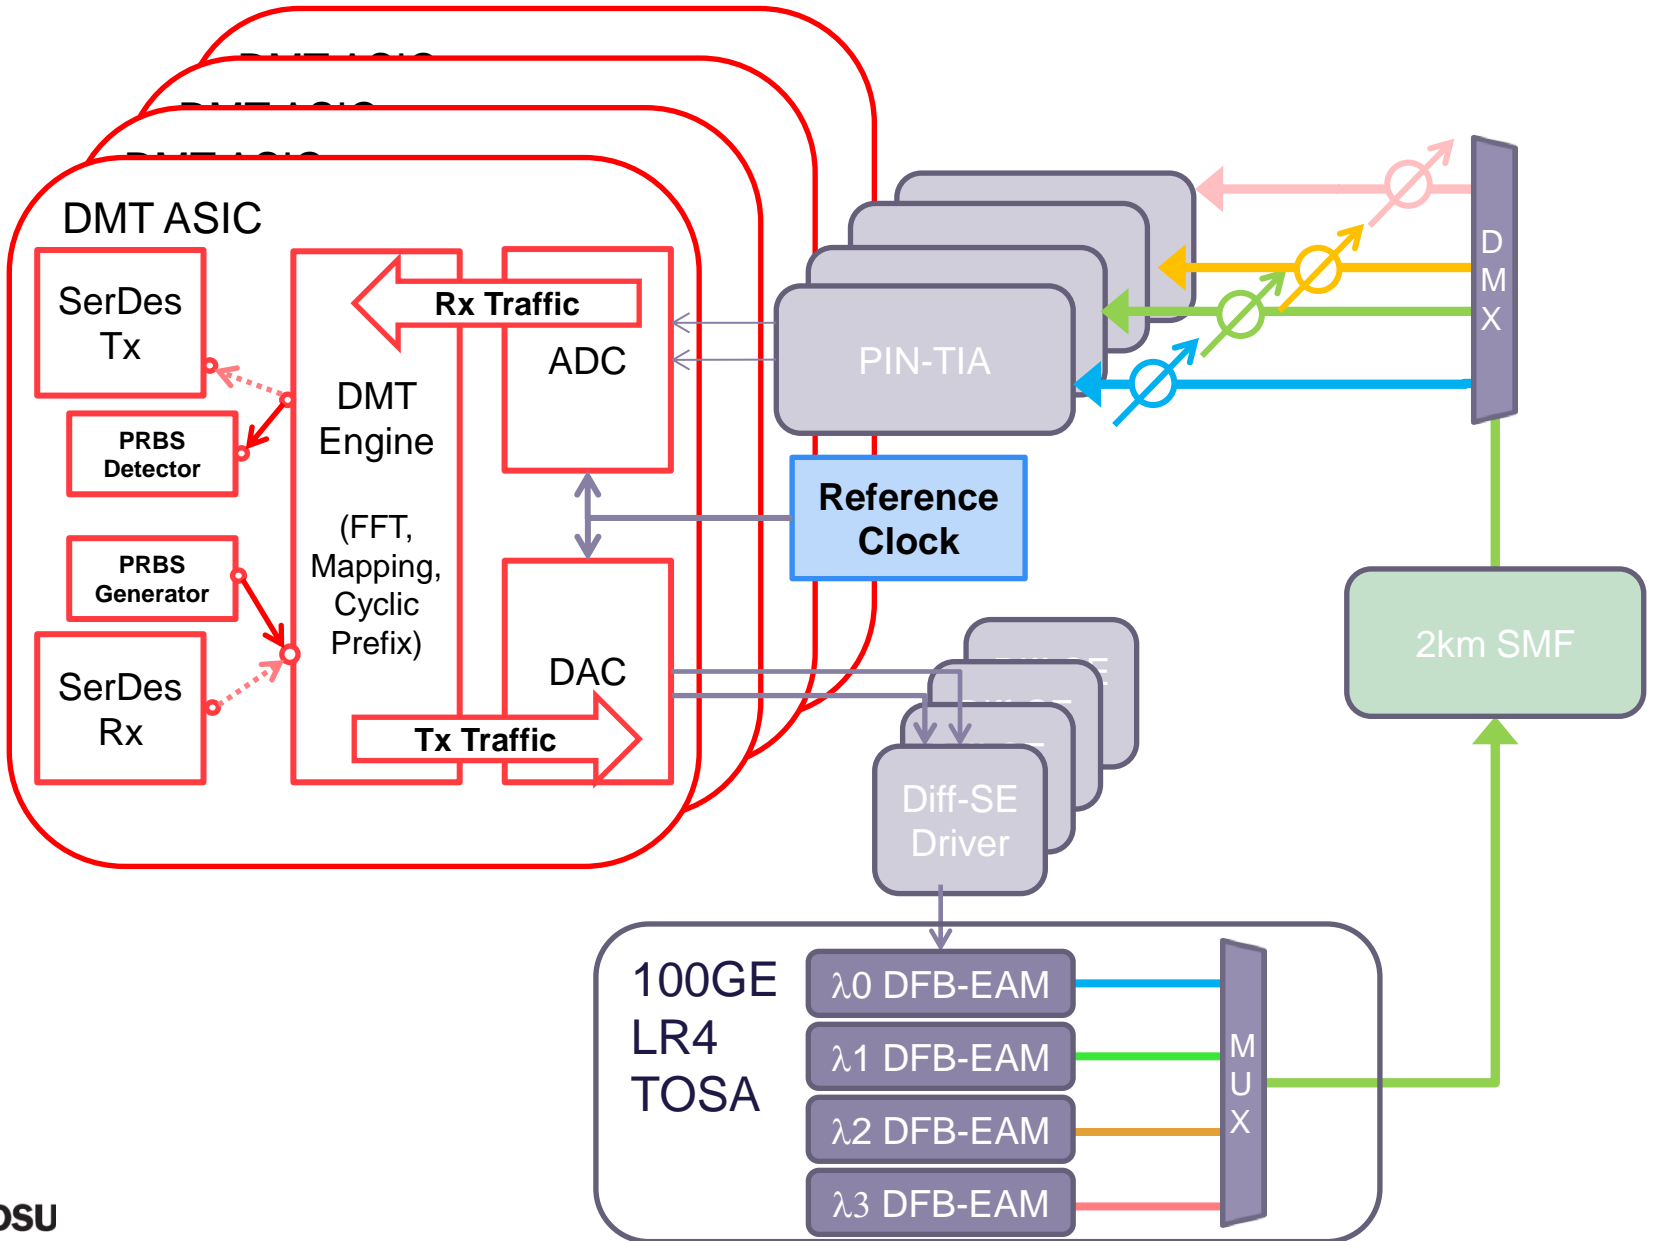 DMT ASIC
SerDes
Tx
PRBS
Detector
PRBS
Generator
SerDes
Rx
DMT
Engine
(FFT,
Mapping,
Cyclic
Prefix)
Rx Traffic
ADC
DAC
Tx Traffic
PIN-TIA
Reference
Clock
D
M
X
2km SMF
Diff-SE
Driver
100GE
LR4
TOSA
λ0 DFB-EAM
λ1 DFB-EAM
λ2 DFB-EAM
λ3 DFB-EAM
M
U
X